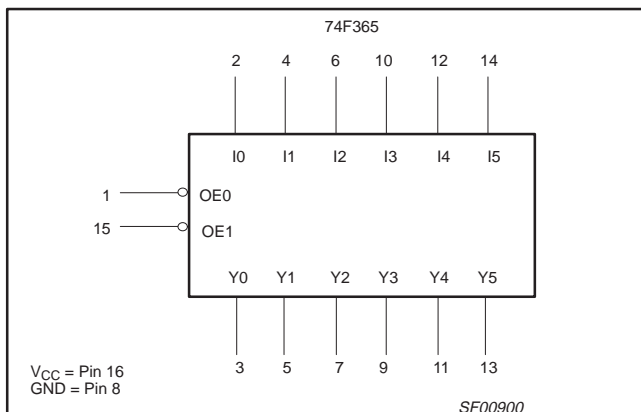 74F365
2 4 6 10 12 14
I0 I1 I2 I3 I4 I5
1 OE0
15 OE1
Y0 Y1 Y2 Y3 Y4 Y5
3 5 7 9 11 13
VCC = Pin 16
GND = Pin 8
SF00900